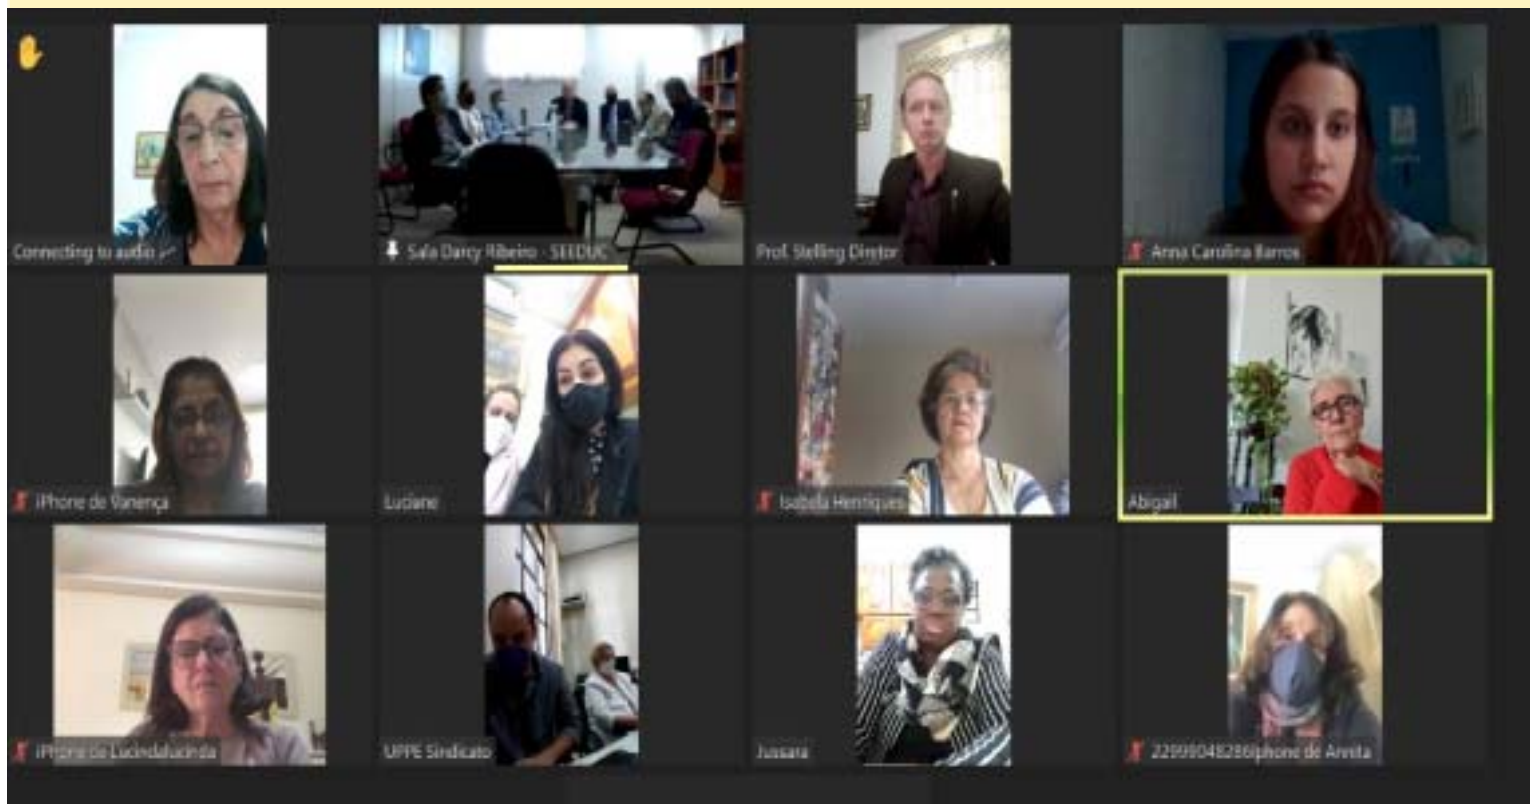 Connecting to audio
Sala Darcy Ribeiro - SEEDUC
Prof. Stelling Diretor
Anna Carolina Barros
iPhone de Vanença
Luciane
Isabela Henriques
Abigail
iPhone de Lucindalucinda
UPPE Sindicato
Jussara
22999048286iphone de Annita